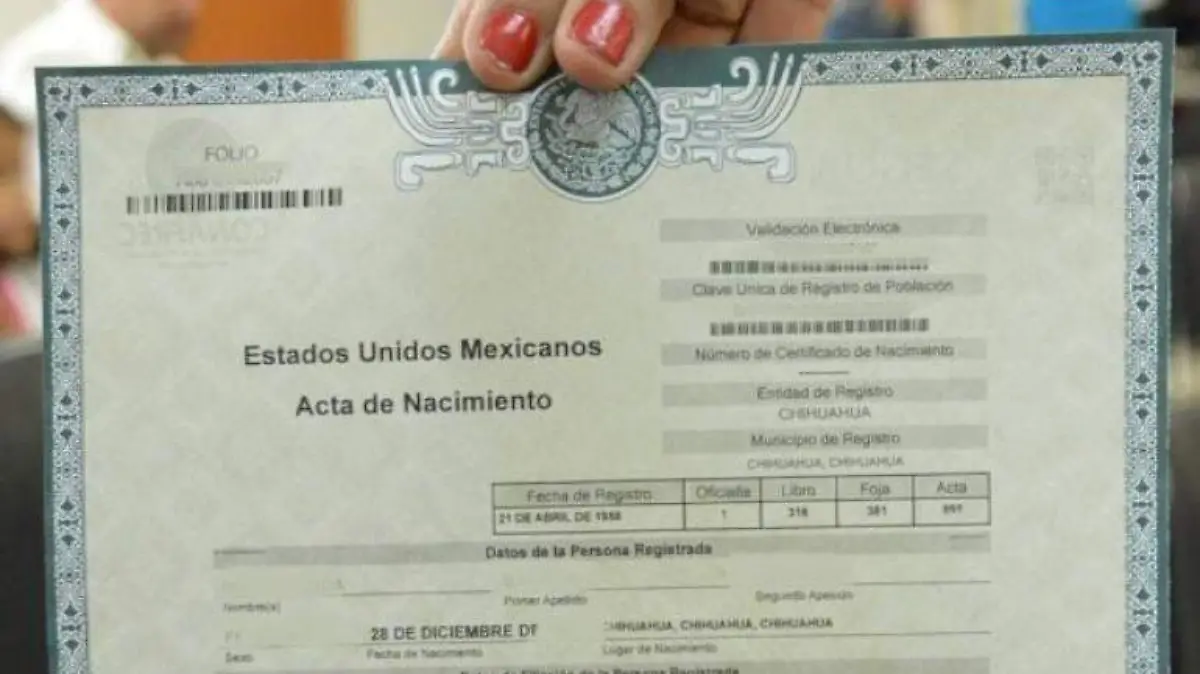 FOLIO
Validación Electrónica
Clave Única de Registro de Población
Número de Certificado de Nacimiento
Estados Unidos Mexicanos
Entidad de Registro
Acta de Nacimiento
CHIHUAHUA
Municipio de Registro
CHIHUAHUA, CHIHUAHUA
Fecha de Registro Oficialía Libro Foja Acta
21 DE ABRIL DE 1 316 381
Datos de la Persona Registrada
Nombre(s) Primer Apellido Segundo Apellido
28 DE DICIEMBRE CHIHUAHUA, CHIHUAHUA, CHIHUAHUA
Sexo Fecha de Nacimiento Lugar de Nacimiento